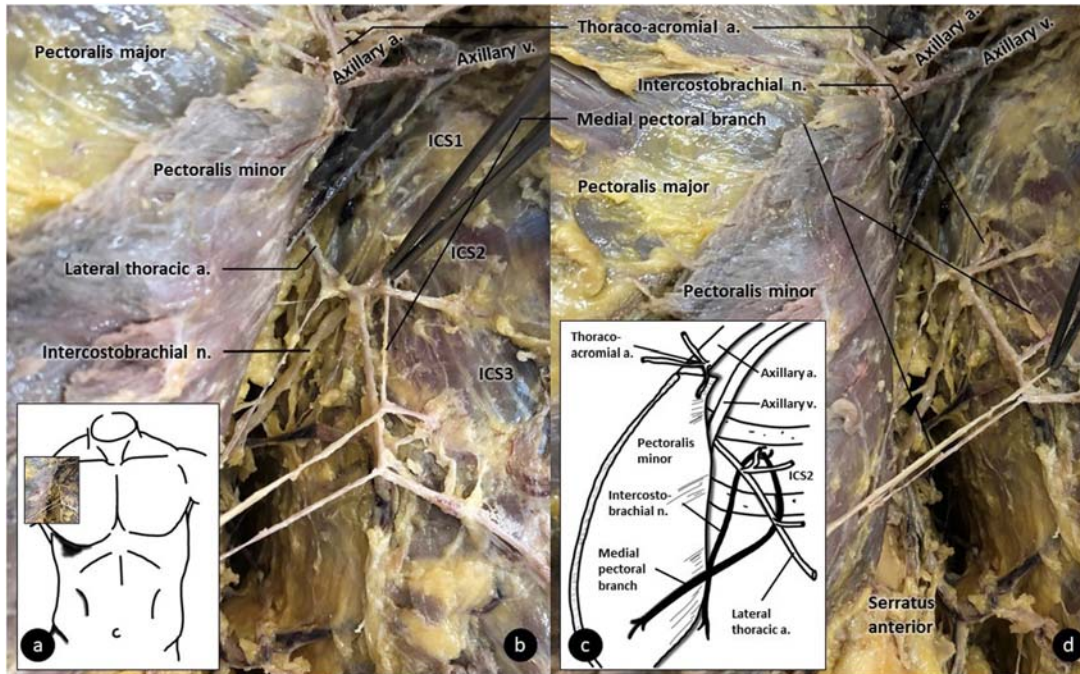 Pectoralis major
Axillary a.
Axillary v.
Thoraco-acromial a.
Intercostobrachial n.
Medial pectoral branch
ICS1
Pectoralis minor
ICS2
Lateral thoracic a.
Intercostobrachial n.
ICS3
a
b
Axillary a.
Axillary v.
Pectoralis major
Pectoralis minor
Thoraco-
acromial a.
Axillary a.
Axillary v.
Pectoralis
minor
ICS2
Intercosto-
brachial n.
Medial
pectoral
branch
Lateral
thoracic a.
Serratus
anterior
c
d